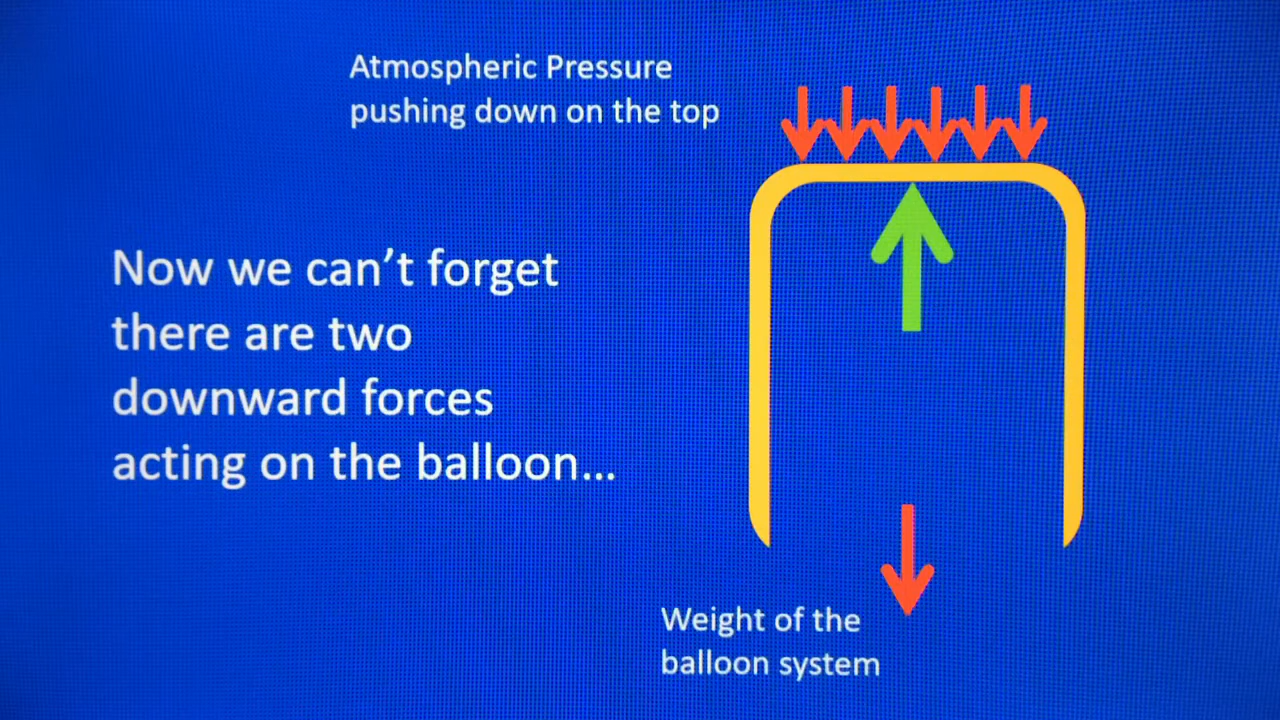 Atmospheric Pressure
pushing down on the top
Now we can’t forget
there are two
downward forces
acting on the balloon...
Weight of the
balloon system